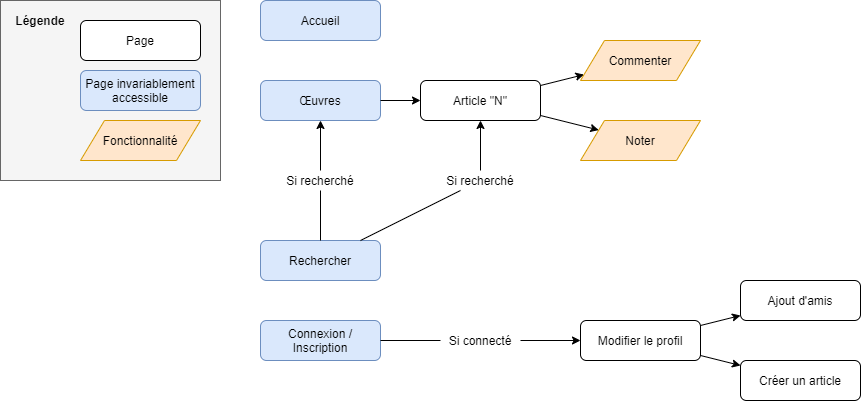 Légende
Page
Page invariablement
accessible
Fonctionnalité
Accueil
Œuvres
Article "N"
Commenter
Noter
Si recherché
Si recherché
Rechercher
Connexion /
Inscription
Si connecté
Modifier le profil
Ajout d'amis
Créer un article